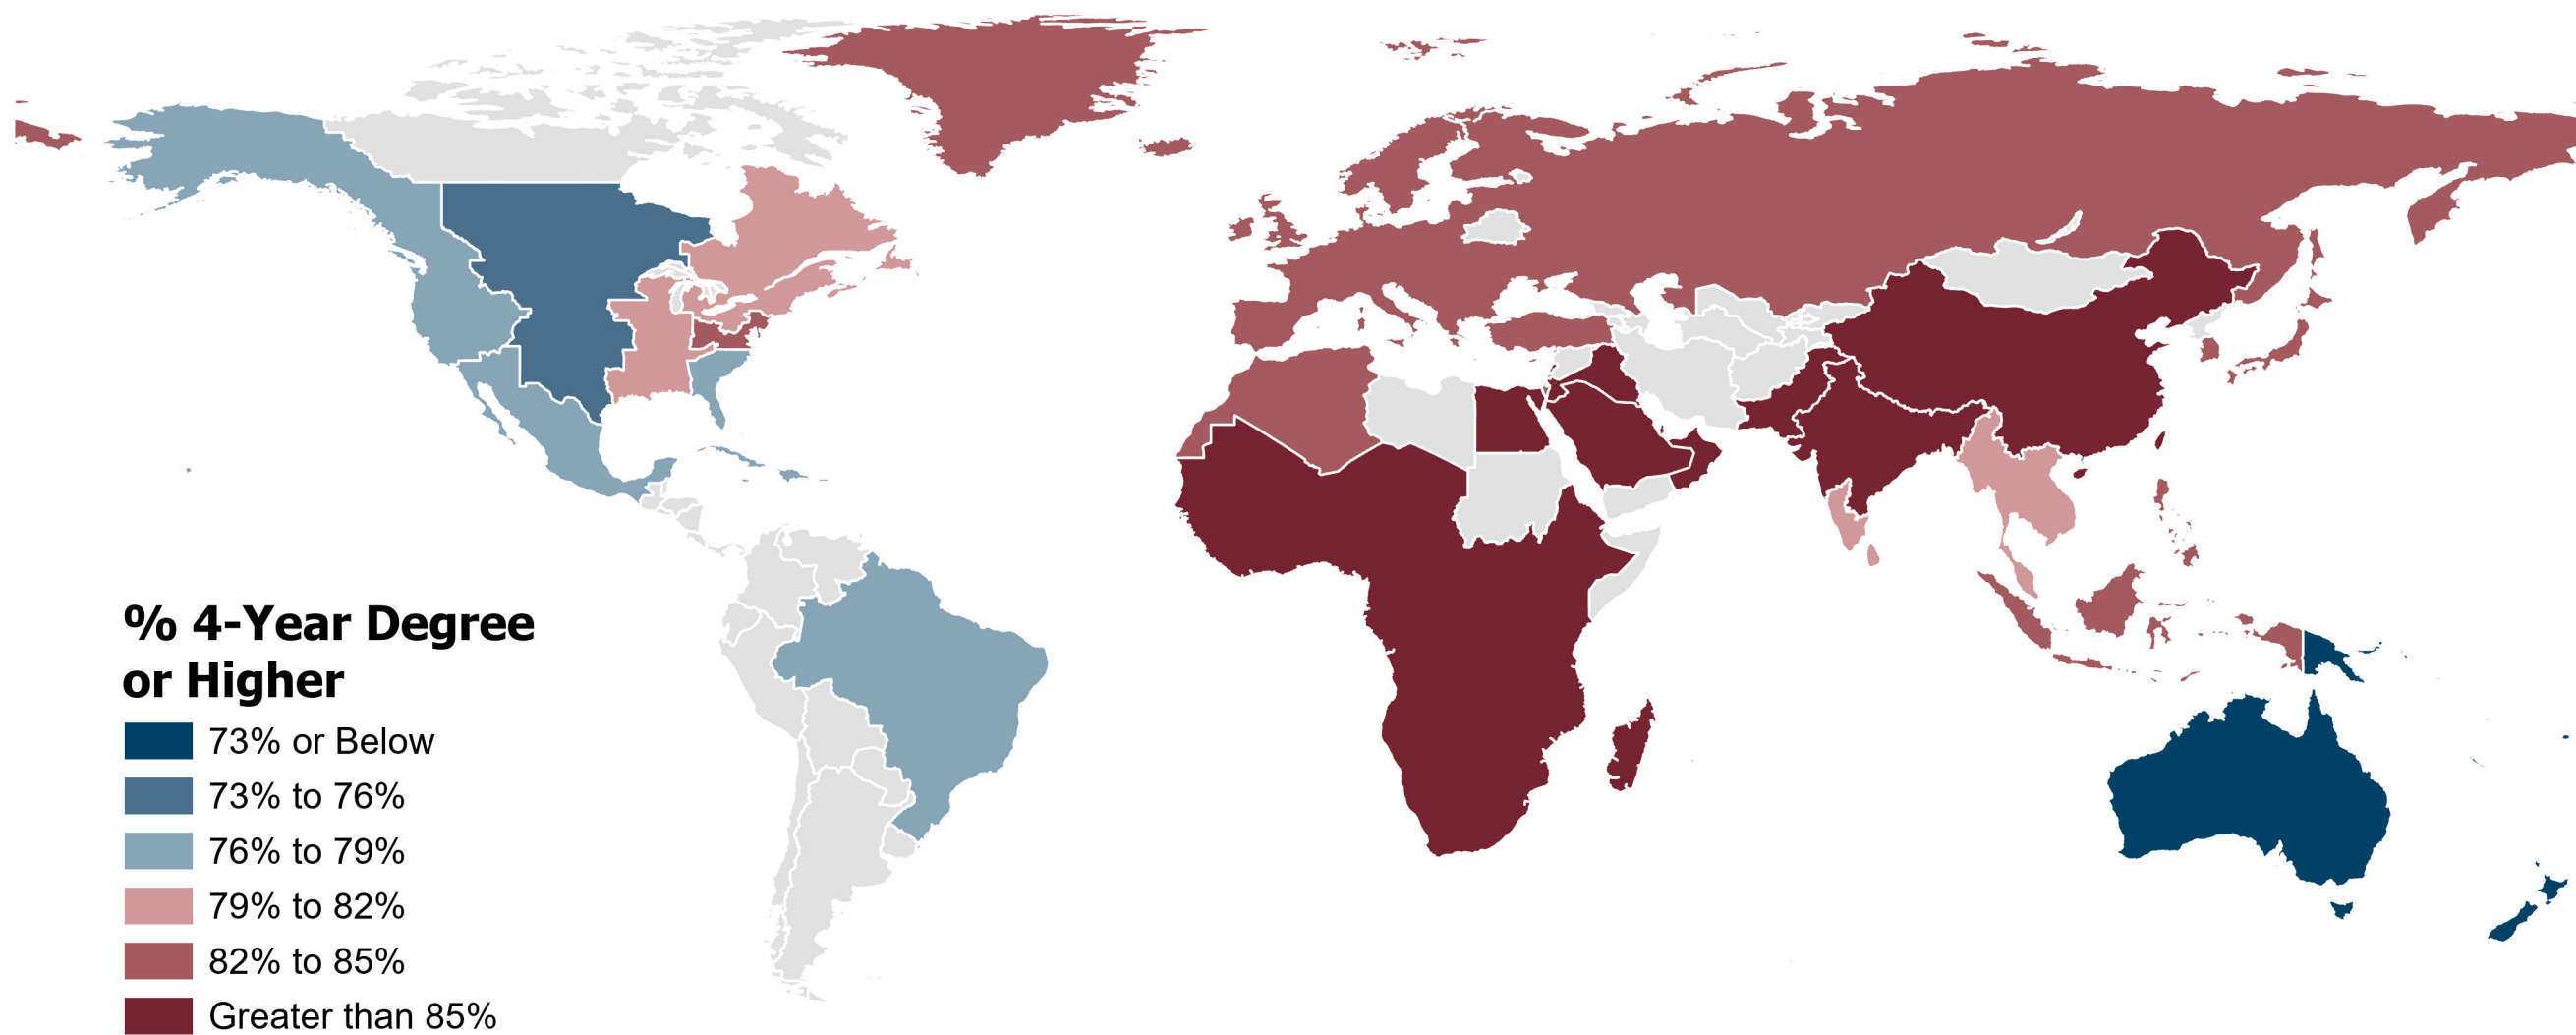 % 4-Year Degree
or Higher
73% or Below
73% to 76%
76% to 79%
79% to 82%
82% to 85%
Greater than 85%